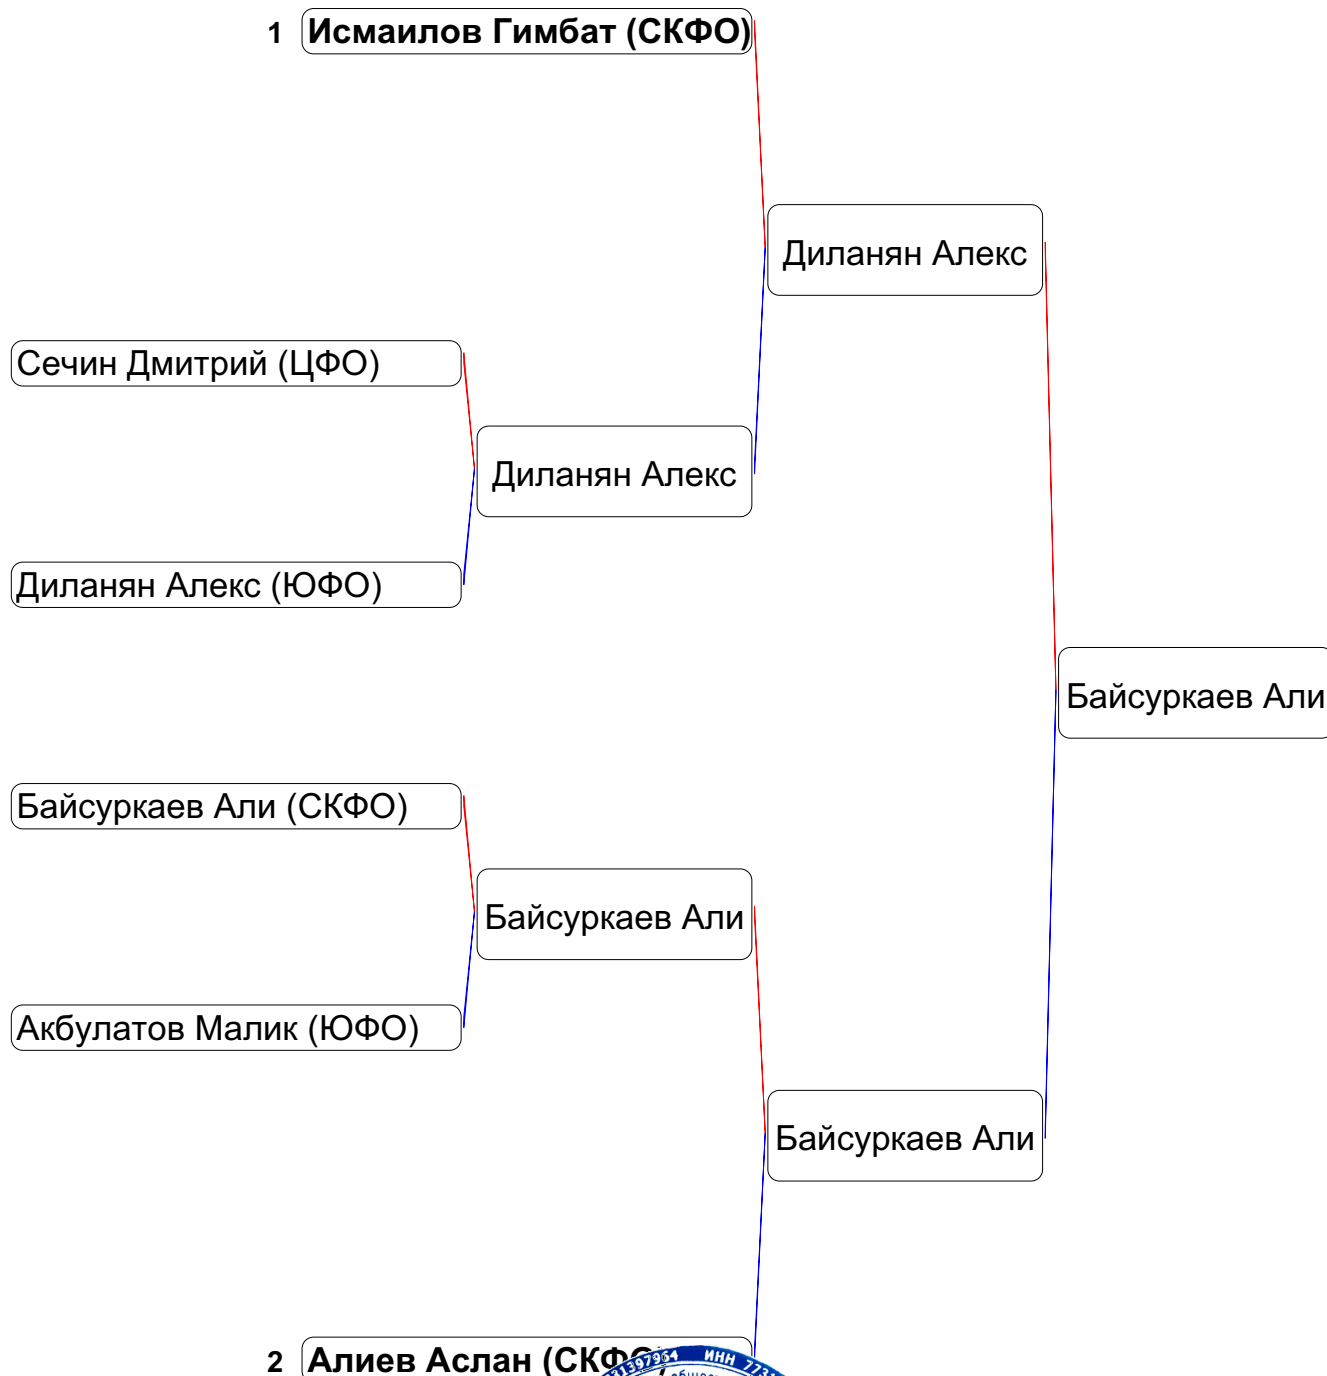 1 Исмаилов Гимбат (СКФО)
Диланян Алекс
Сечин Дмитрий (ЦФО)
Диланян Алекс
Диланян Алекс (ЮФО)
Байсуркаев Али
Байсуркаев Али (СКФО)
Байсуркаев Али
Акбулатов Малик (ЮФО)
Байсуркаев Али
2 Алиев Аслан (СКФО)
ИНН